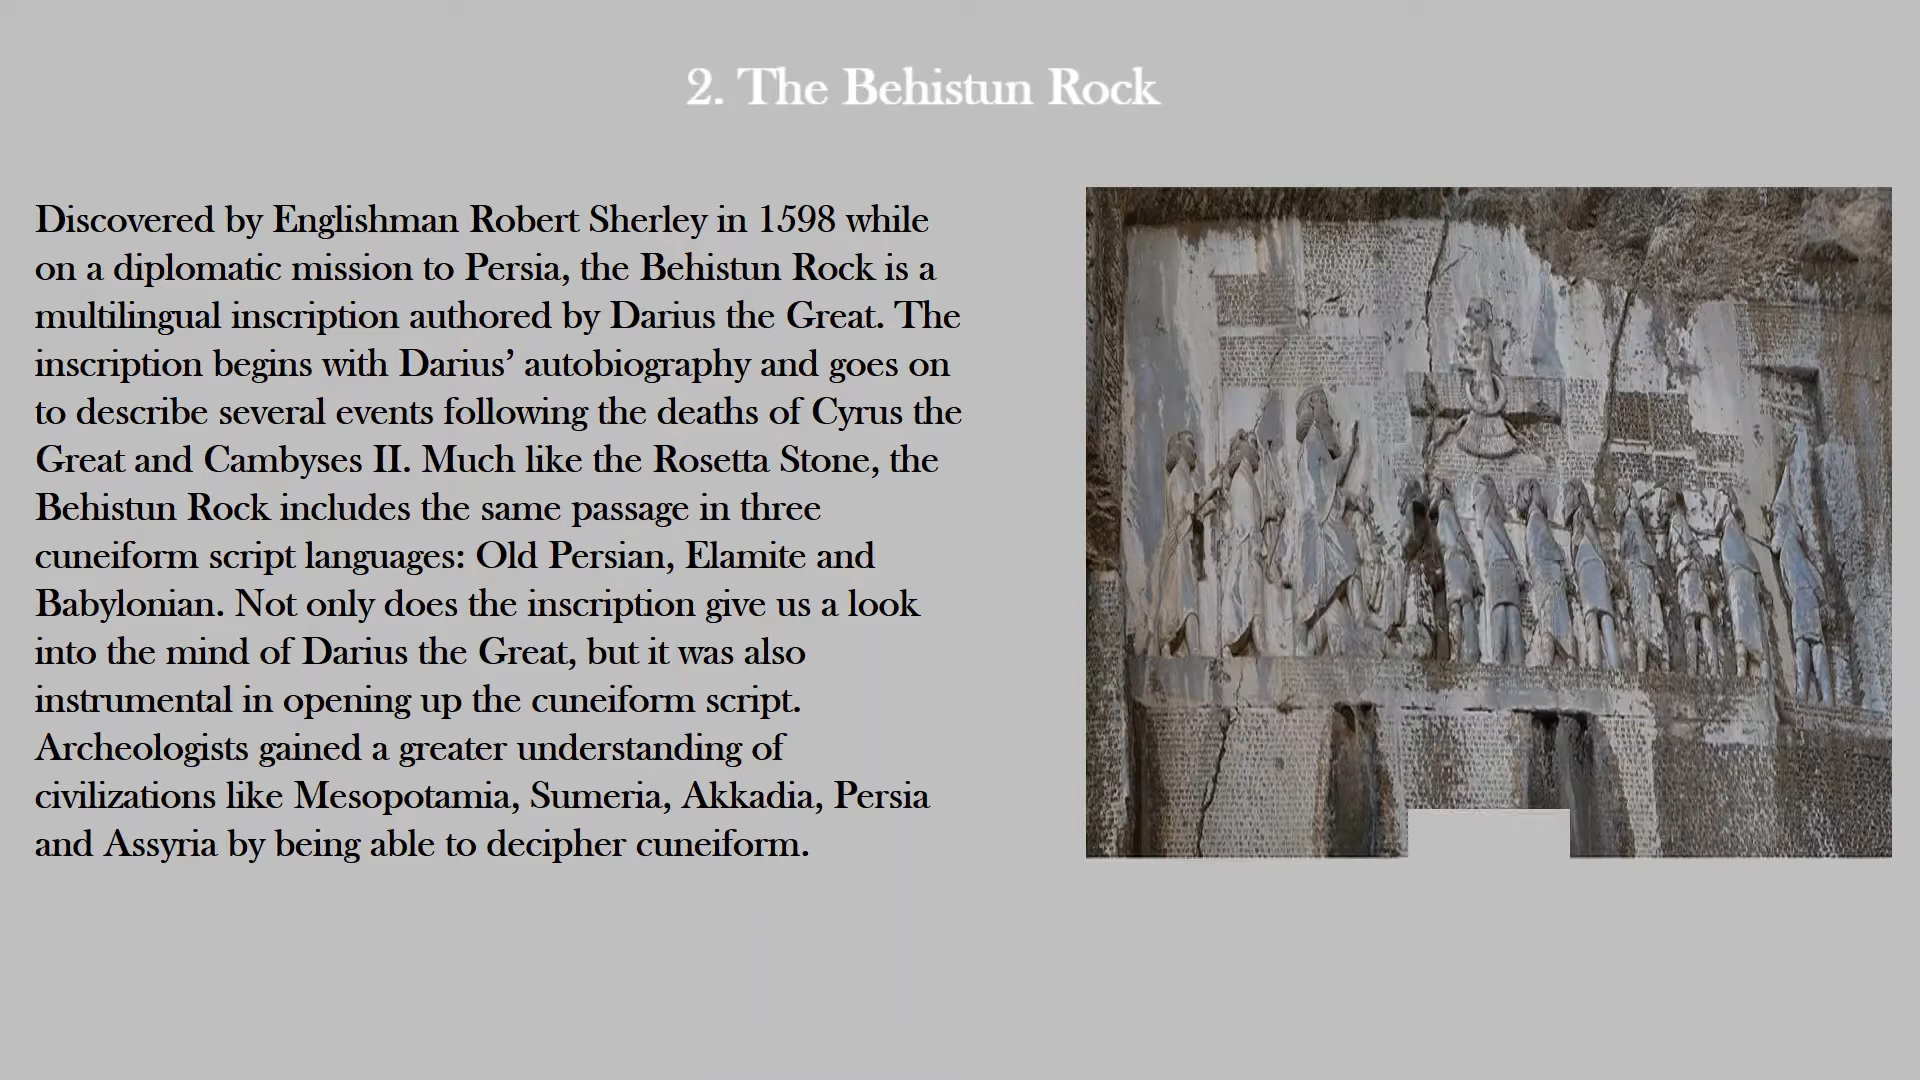 2. The Behistun Rock
Discovered by Englishman Robert Sherley in 1598 while
on a diplomatic mission to Persia, the Behistun Rock is a
multilingual inscription authored by Darius the Great. The
inscription begins with Darius’ autobiography and goes on
to describe several events following the deaths of Cyrus the
Great and Cambyses II. Much like the Rosetta Stone, the
Behistun Rock includes the same passage in three
cuneiform script languages: Old Persian, Elamite and
Babylonian. Not only does the inscription give us a look
into the mind of Darius the Great, but it was also
instrumental in opening up the cuneiform script.
Archeologists gained a greater understanding of
civilizations like Mesopotamia, Sumeria, Akkadia, Persia
and Assyria by being able to decipher cuneiform.